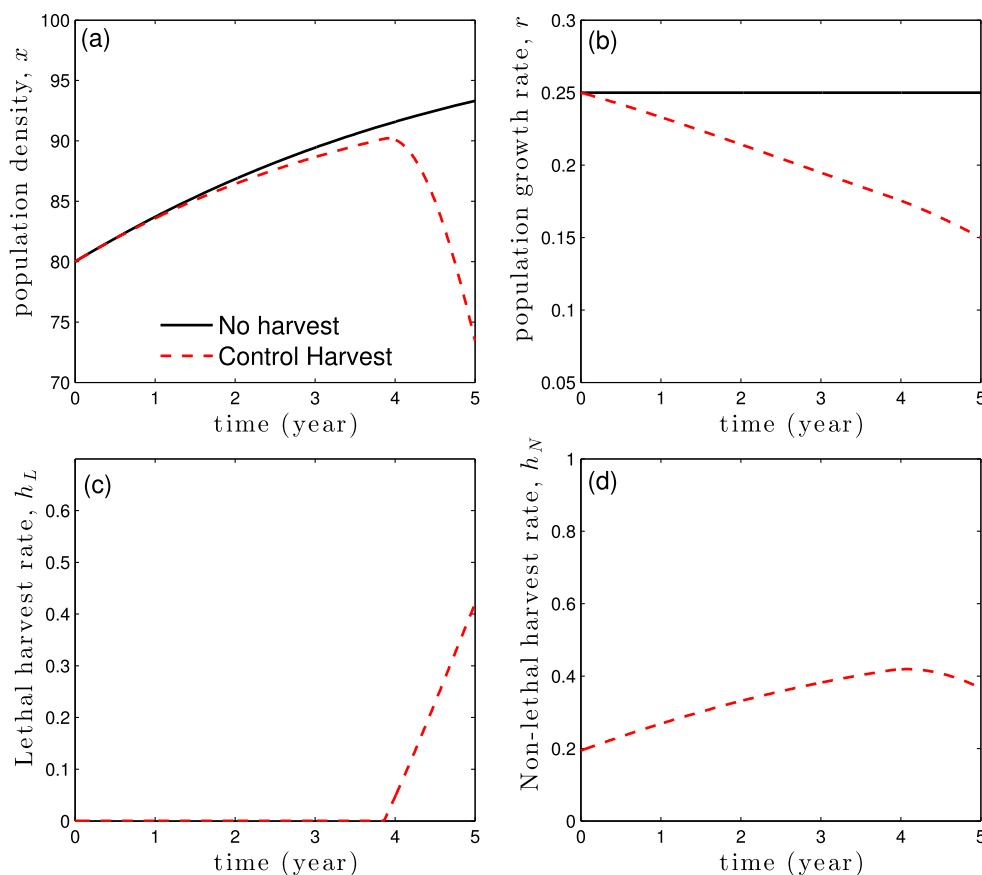 (a)
population density, x
100
95
90
85
80
75
70
No harvest
Control Harvest
0 1 2 3 4 5
time (year)
(b)
population growth rate, r
0.3
0.25
0.2
0.15
0.1
0.05
0 1 2 3 4 5
time (year)
(c)
Lethal harvest rate, h_L
0.6
0.5
0.4
0.3
0.2
0.1
0
0 1 2 3 4 5
time (year)
(d)
Non-lethal harvest rate, h_N
1
0.8
0.6
0.4
0.2
0
0 1 2 3 4 5
time (year)